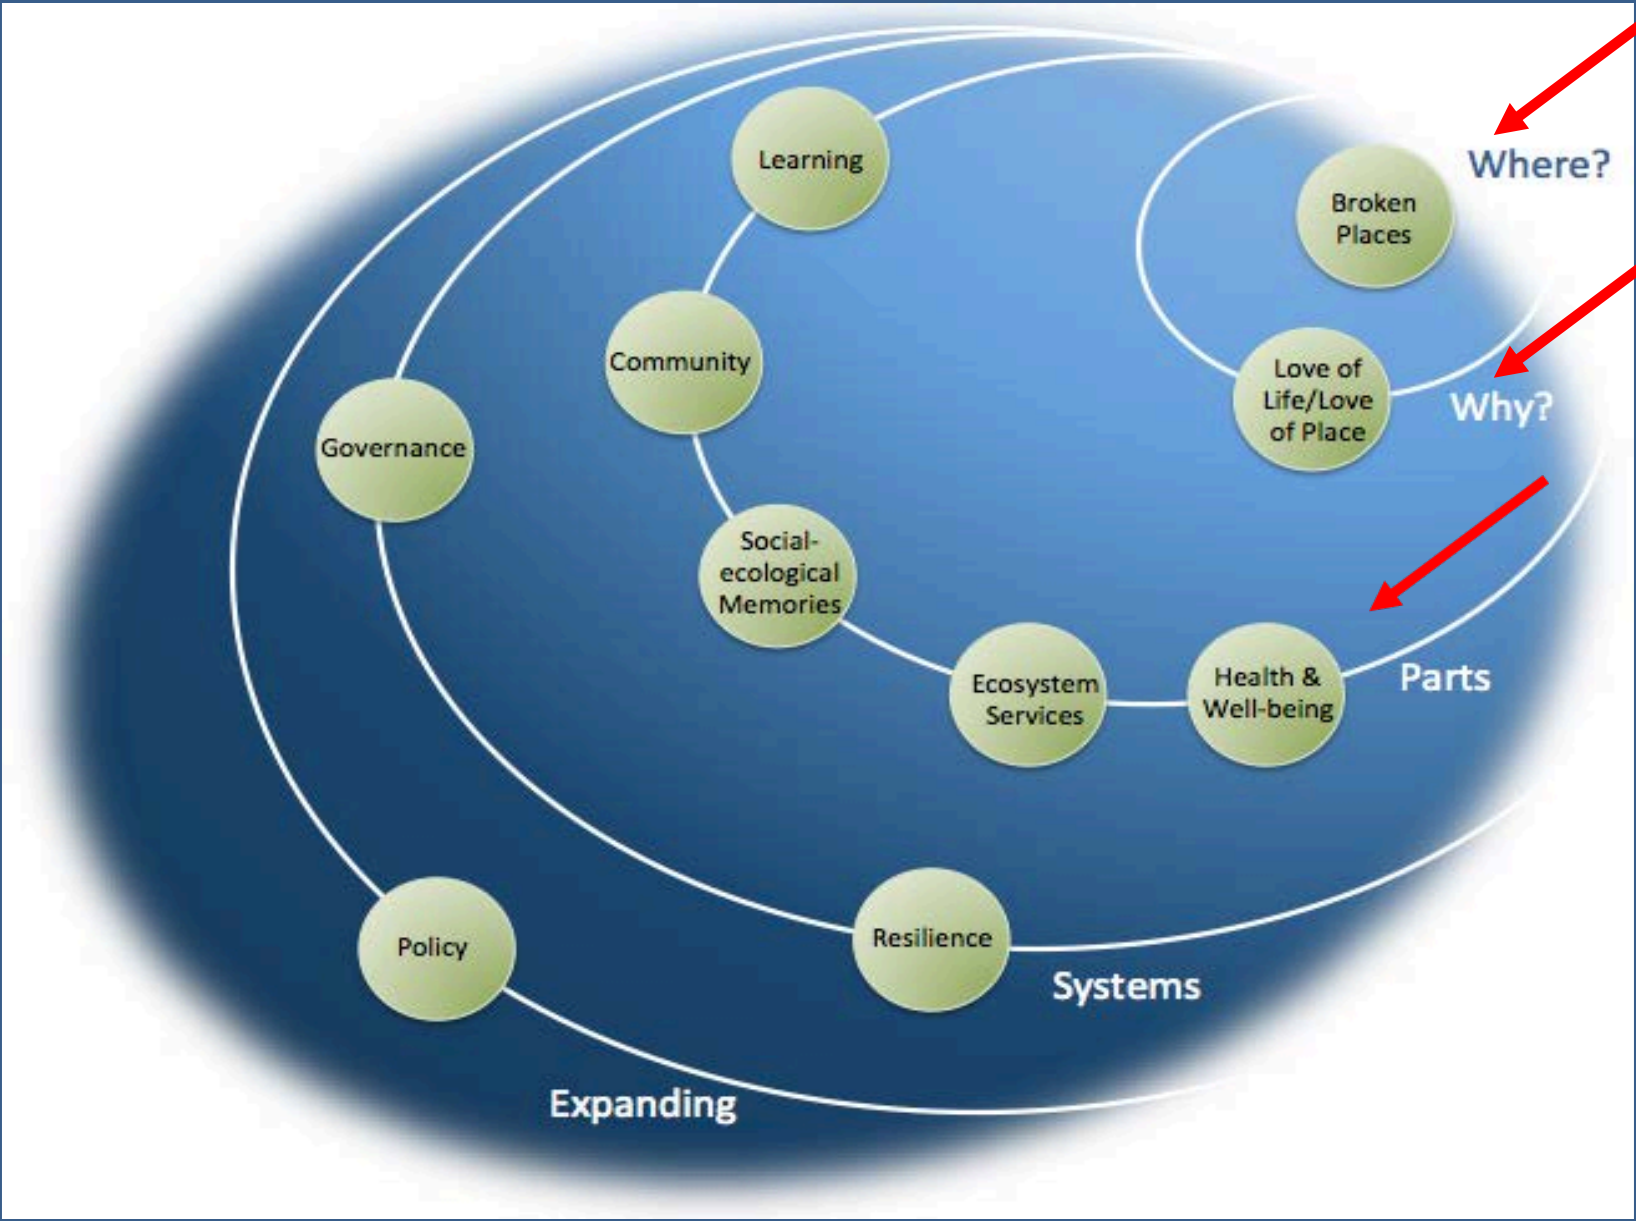 Where?
Broken
Places
Love of
Life/Love
of Place
Why?
Learning
Community
Social-
ecological
Memories
Ecosystem
Services
Health &
Well-being
Parts
Governance
Resilience
Systems
Policy
Expanding